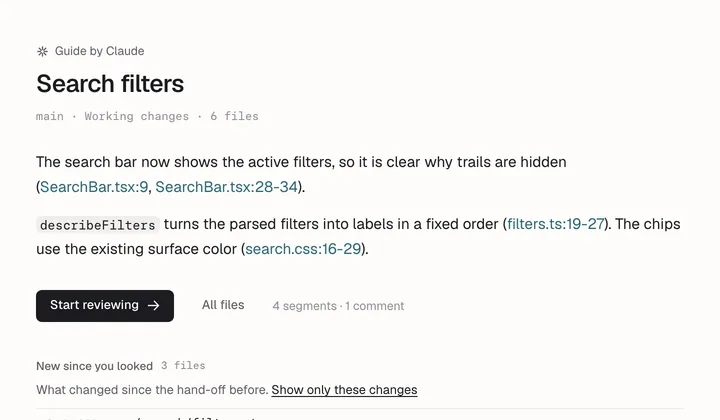 Guide by Claude
Search filters
main · Working changes · 6 files
The search bar now shows the active filters, so it is clear why trails are hidden
(SearchBar.tsx:9, SearchBar.tsx:28-34).
describeFilters turns the parsed filters into labels in a fixed order (filters.ts:19-27). The chips
use the existing surface color (search.css:16-29).
Start reviewing → All files 4 segments · 1 comment
New since you looked 3 files
What changed since the hand-off before. Show only these changes